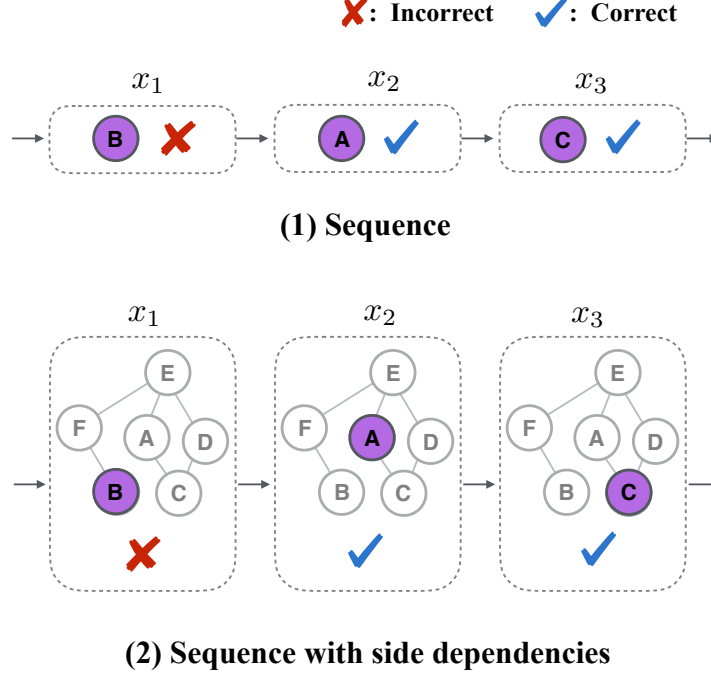 ✘: Incorrect ✓: Correct
x₁ x₂ x₃
B ✘ A ✓ C ✓
(1) Sequence
x₁ x₂ x₃
E E E
F A D F A D F A D
B C B C B C
✘ ✓ ✓
(2) Sequence with side dependencies